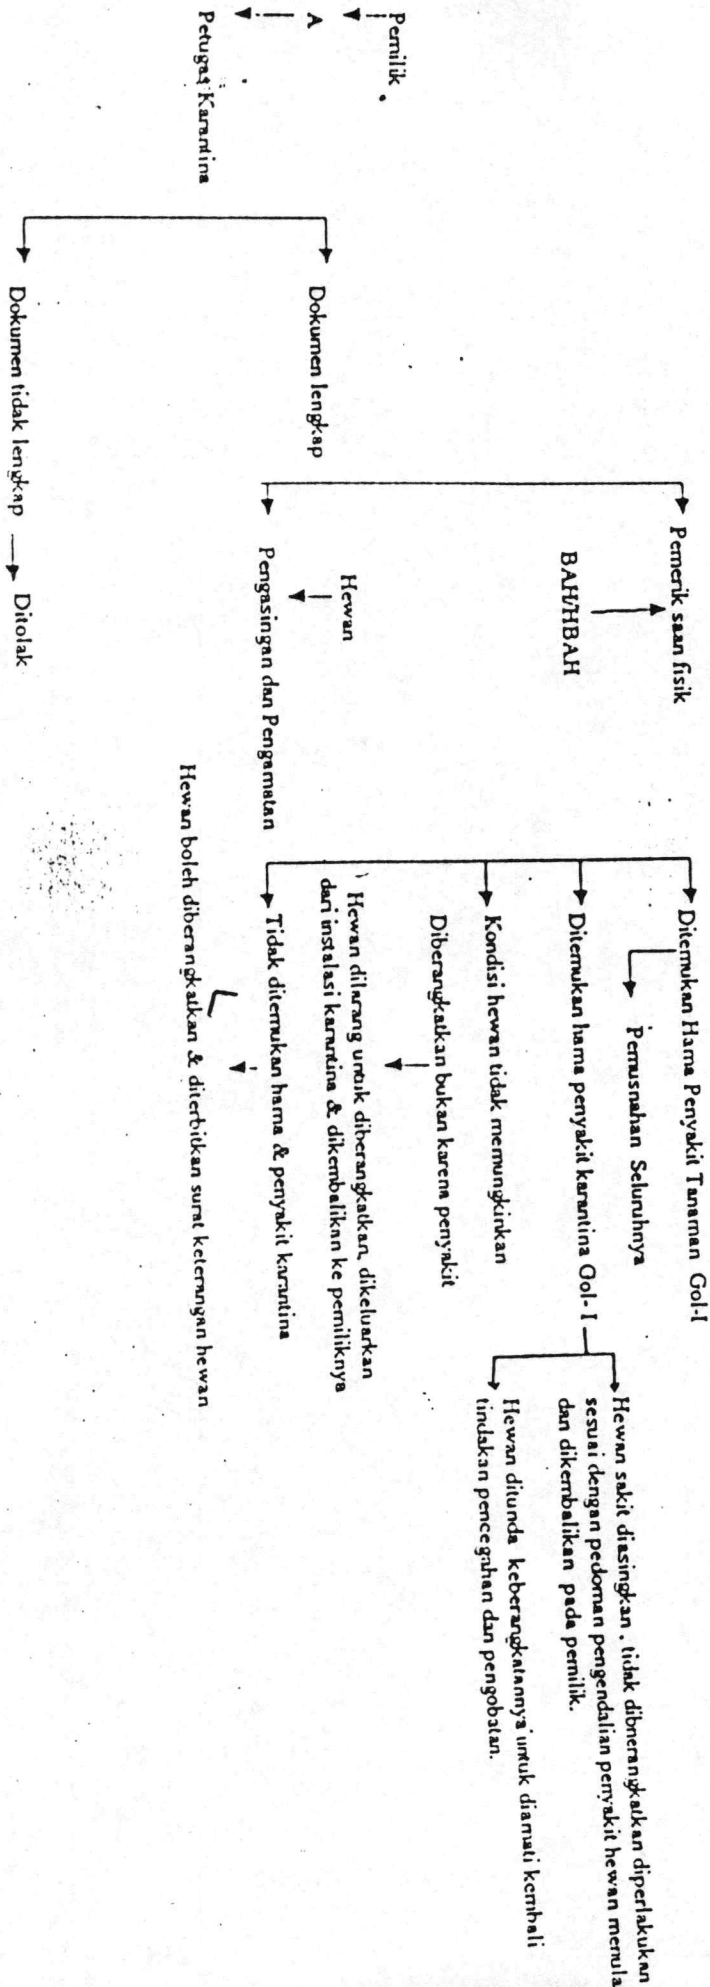 Pemilik
A
Petugas Karantina
Dokumen lengkap
Dokumen tidak lengkap
Ditolak
Pemerik saan fisik
BAH/HBAH
Hewan
Pengasingan dan Pengamatan
Ditemukan Hama Penyakit Tanaman Gol-I
Pemusnahan Seluruhnya
Ditemukan hama penyakit karantina Gol-I
Hewan sakit diasingkan, tidak dibnerangkatkan diperlakukan
sesuai dengan pedoman pengendalian penyakit hewan menula
dan dikembalikan pada pemilik.
Hewan ditunda keberangkatannya untuk diamati kembali
tindakan pencegahan dan pengobatan.
Kondisi hewan tidak memungkinkan
Diberangkatkan bukan karena penyakit
Hewan dilarang untuk diberangkatkan, dikeluarkan
dari instalasi karantina & dikembalikan ke pemiliknya
Tidak ditemukan hama & penyakit karantina
Hewan boleh diberangkatkan & diterbitkan surat keterangan hewan